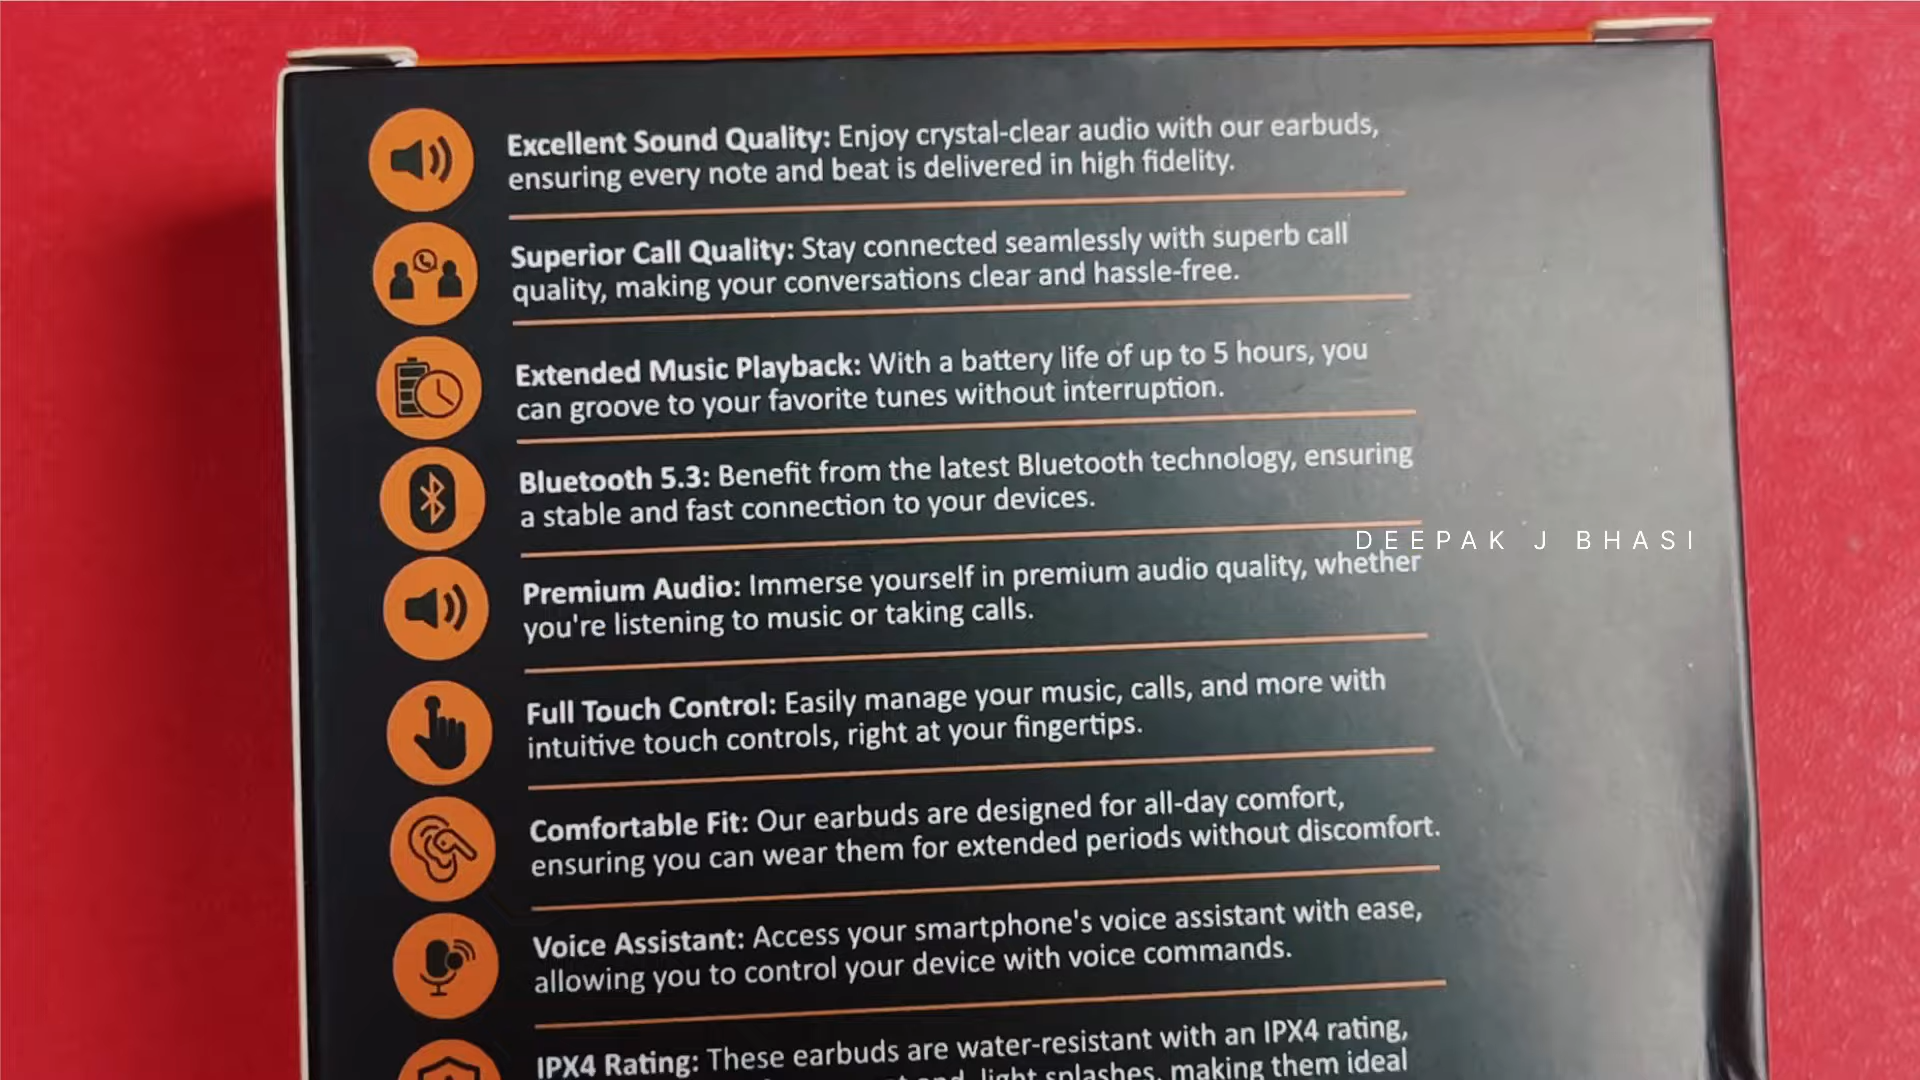 Excellent Sound Quality: Enjoy crystal-clear audio with our earbuds,
ensuring every note and beat is delivered in high fidelity.
Superior Call Quality: Stay connected seamlessly with superb call
quality, making your conversations clear and hassle-free.
Extended Music Playback: With a battery life of up to 5 hours, you
can groove to your favorite tunes without interruption.
Bluetooth 5.3: Benefit from the latest Bluetooth technology, ensuring
a stable and fast connection to your devices.
DEEPAK J BHASI
Premium Audio: Immerse yourself in premium audio quality, whether
you're listening to music or taking calls.
Full Touch Control: Easily manage your music, calls, and more with
intuitive touch controls, right at your fingertips.
Comfortable Fit: Our earbuds are designed for all-day comfort,
ensuring you can wear them for extended periods without discomfort.
Voice Assistant: Access your smartphone's voice assistant with ease,
allowing you to control your device with voice commands.
IPX4 Rating: These earbuds are water-resistant with an IPX4 rating,
light splashes, making them ideal